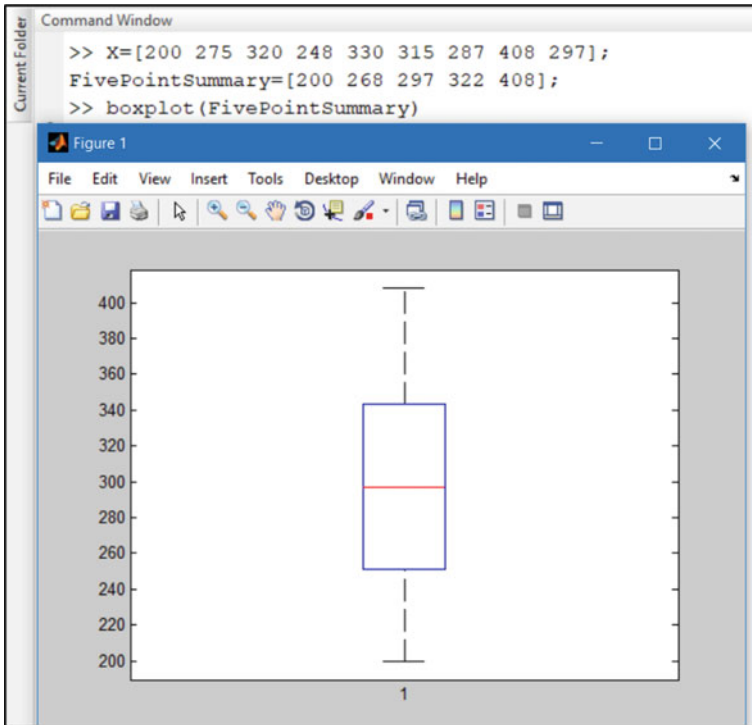 Current Folder
Command Window
>> X=[200 275 320 248 330 315 287 408 297];
FivePointSummary=[200 268 297 322 408];
>> boxplot(FivePointSummary)
Figure 1
File Edit View Insert Tools Desktop Window Help
400
380
360
340
320
300
280
260
240
220
200
1